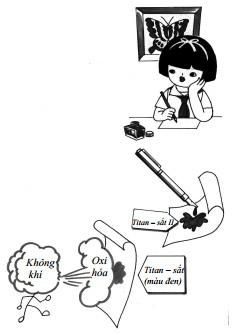 Titan – sắt II
Không
khí
Oxi
hóa
Titan – sắt
(màu đen)